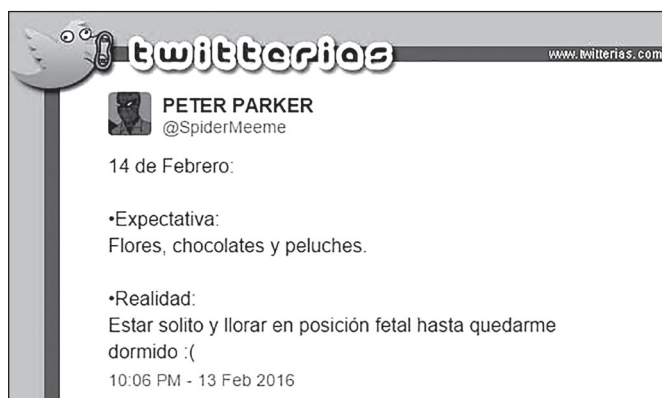 twitterias
www.twitterias.com
PETER PARKER
@SpiderMeeme
14 de Febrero:
•Expectativa:
Flores, chocolates y peluches.
•Realidad:
Estar solito y llorar en posición fetal hasta quedarme
dormido :(
10:06 PM - 13 Feb 2016